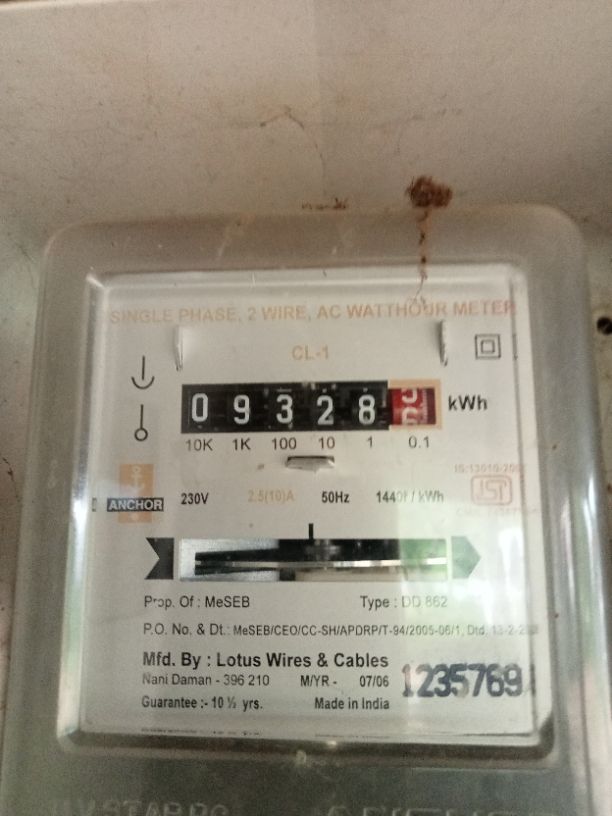 SINGLE PHASE, 2 WIRE, AC WATTHOUR METER
CL-1
0 9 3 2 8 kWh
10K 1K 100 10 1 0.1
ANCHOR 230V 2.5(10)A 50Hz 1440r / kWh
ISI
Prop. Of : MeSEB Type : DD 862
P.O. No. & Dt.: MeSEB/CEO/CC-SH/APDRP/T-94/2005-06/1, Dtd.
Mfd. By : Lotus Wires & Cables
Nani Daman - 396 210 M/YR - 07/06 1235769
Guarantee :- 10 ½ yrs. Made in India